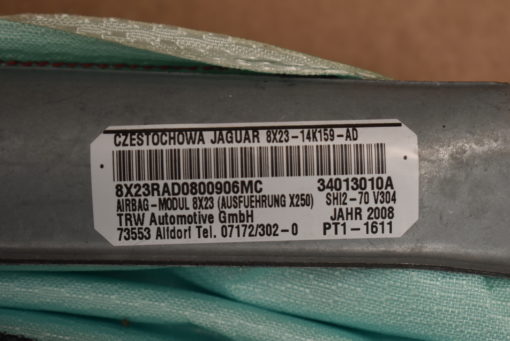 CZESTOCHOWA JAGUAR 8X23-14K159-AD
8X23RAD0800906MC 34013010A
AIRBAG-MODUL 8X23 (AUSFUEHRUNG X250) SHI2-70 V304
TRW Automotive GmbH JAHR 2008
73553 Alldorf Tel. 07172/302-0 PT1-1611